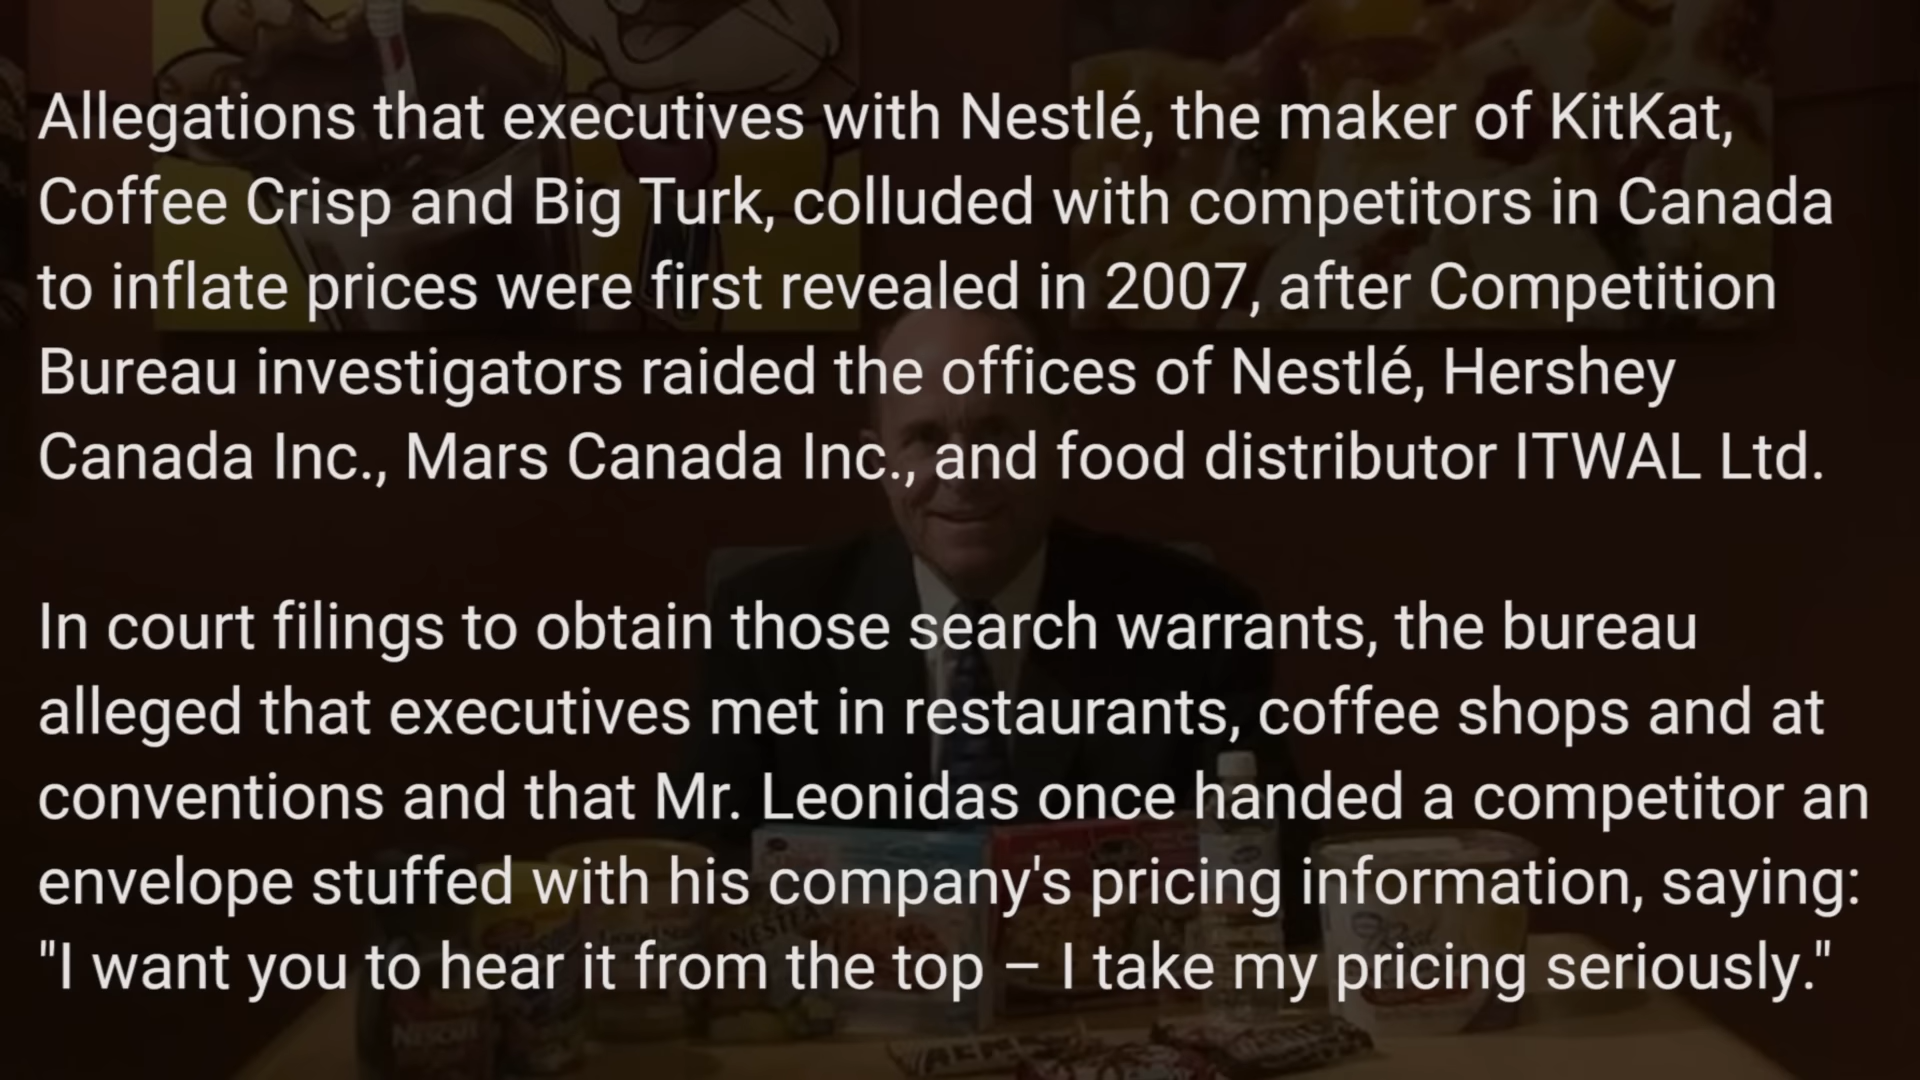 Allegations that executives with Nestlé, the maker of KitKat,
Coffee Crisp and Big Turk, colluded with competitors in Canada
to inflate prices were first revealed in 2007, after Competition
Bureau investigators raided the offices of Nestlé, Hershey
Canada Inc., Mars Canada Inc., and food distributor ITWAL Ltd.
In court filings to obtain those search warrants, the bureau
alleged that executives met in restaurants, coffee shops and at
conventions and that Mr. Leonidas once handed a competitor an
envelope stuffed with his company's pricing information, saying:
"I want you to hear it from the top – I take my pricing seriously."
NESTEA
NESCAFÉ